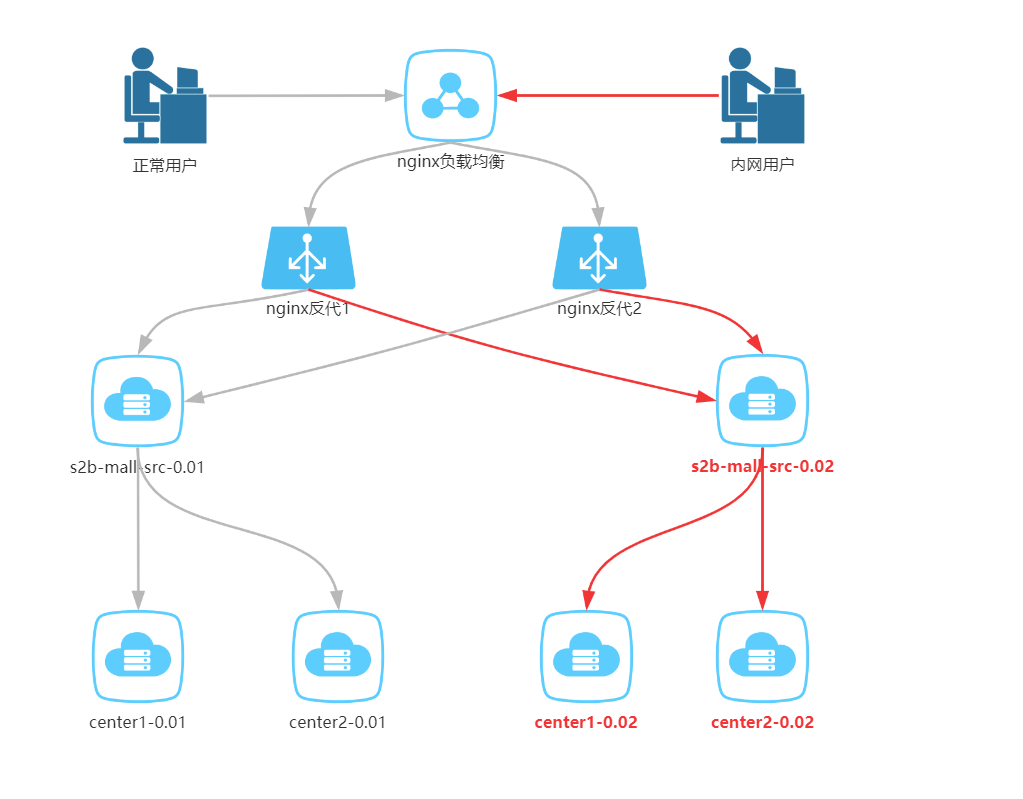 正常用户
nginx负载均衡
内网用户
nginx反代1
nginx反代2
s2b-mall-src-0.01
s2b-mall-src-0.02
center1-0.01
center2-0.01
center1-0.02
center2-0.02